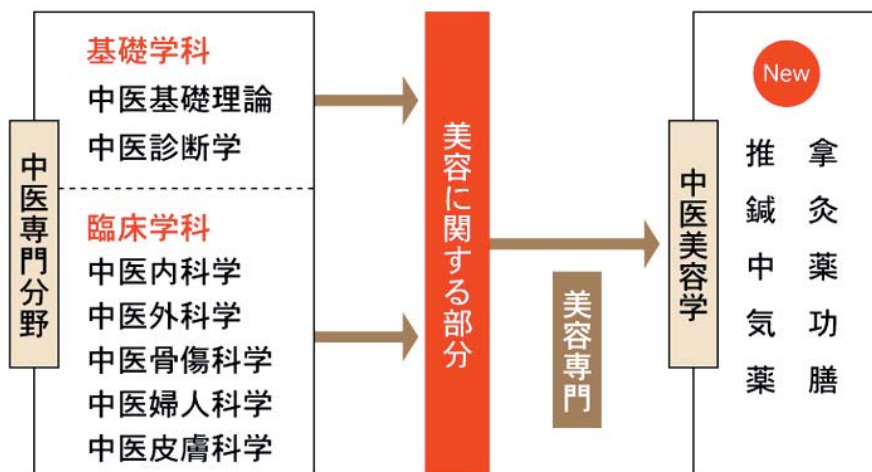 中医専門分野
基礎学科
中医基礎理論
中医診断学
臨床学科
中医内科学
中医外科学
中医骨傷科学
中医婦人科学
中医皮膚科学
美容に関する部分
美容専門
中医美容学
New
推拿
鍼灸
中薬
気功
薬膳